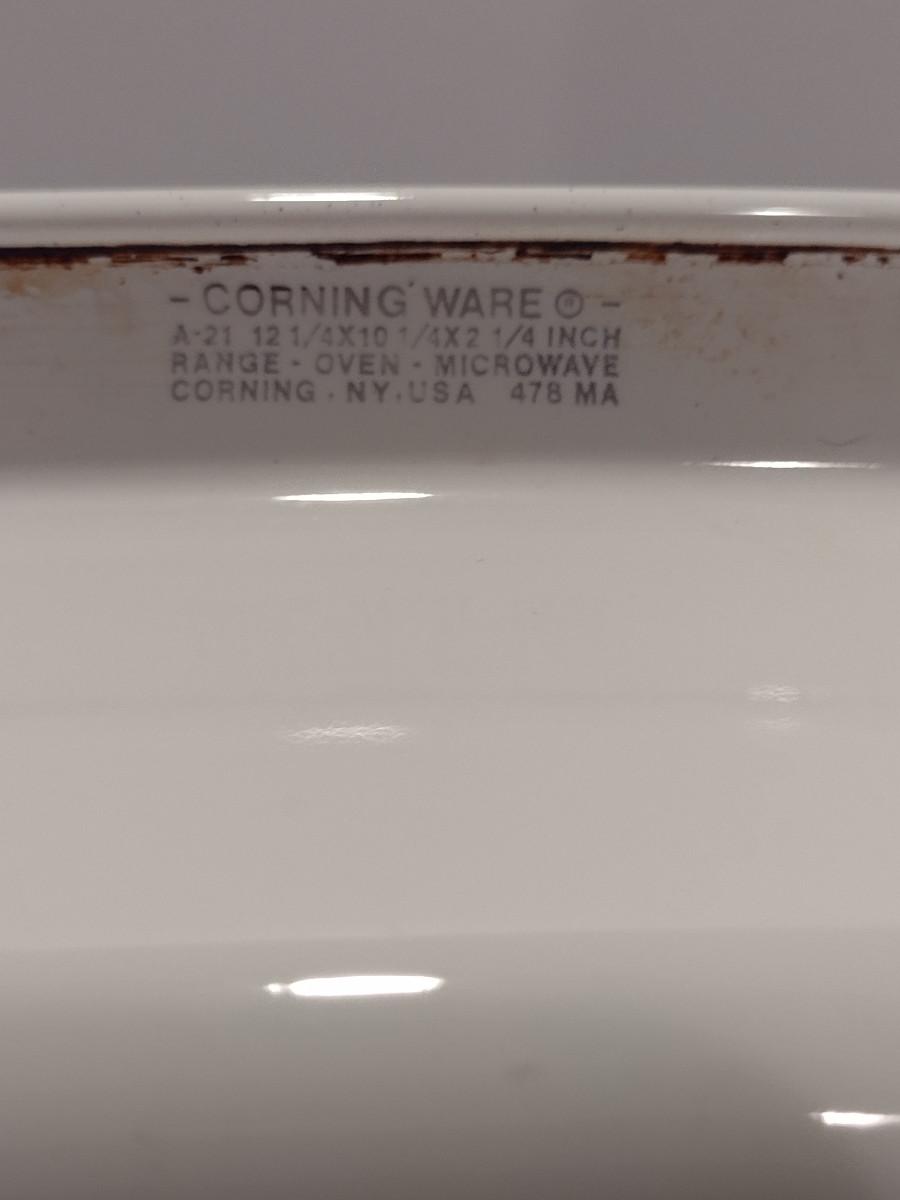 - CORNING WARE ® -
A-21 12 1/4X10 1/4X2 1/4 INCH
RANGE - OVEN - MICROWAVE
CORNING . NY. USA 478 MA